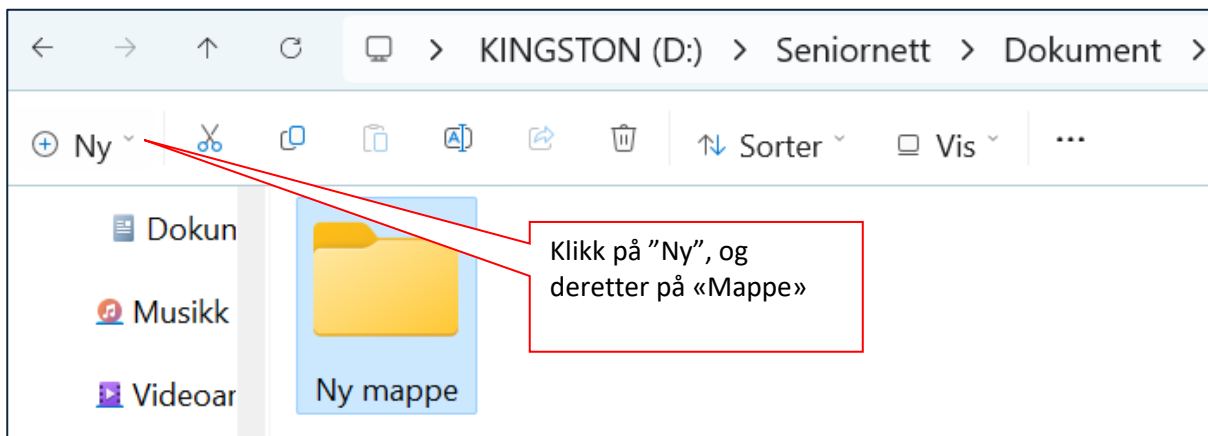 KINGSTON (D:) > Seniornett > Dokument >
Ny Sorter Vis ...
Dokun
Musikk
Videoar
Ny mappe
Klikk på ”Ny”, og
deretter på «Mappe»